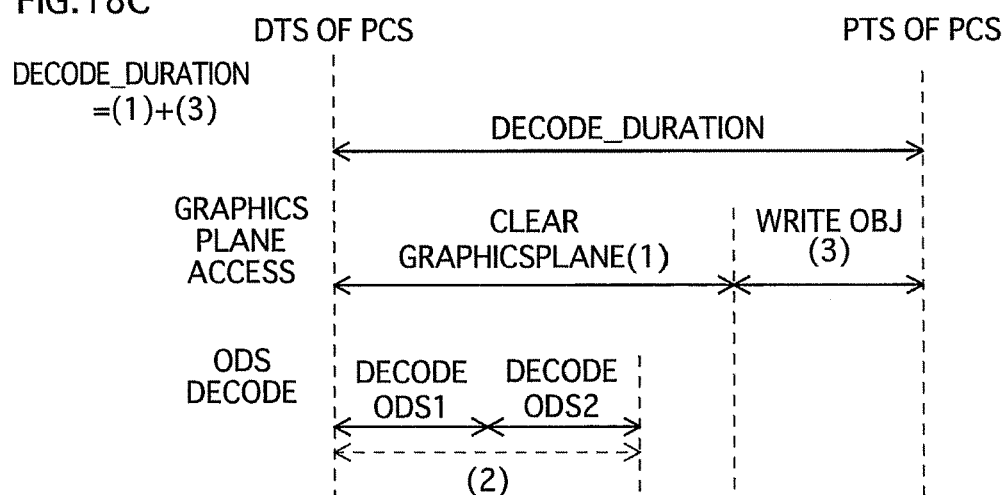 FIG.18C
DTS OF PCS
PTS OF PCS
DECODE_DURATION
=(1)+(3)
DECODE_DURATION
GRAPHICS
PLANE
ACCESS
CLEAR
GRAPHICSPLANE(1)
WRITE OBJ
(3)
ODS
DECODE
DECODE
ODS1
DECODE
ODS2
(2)